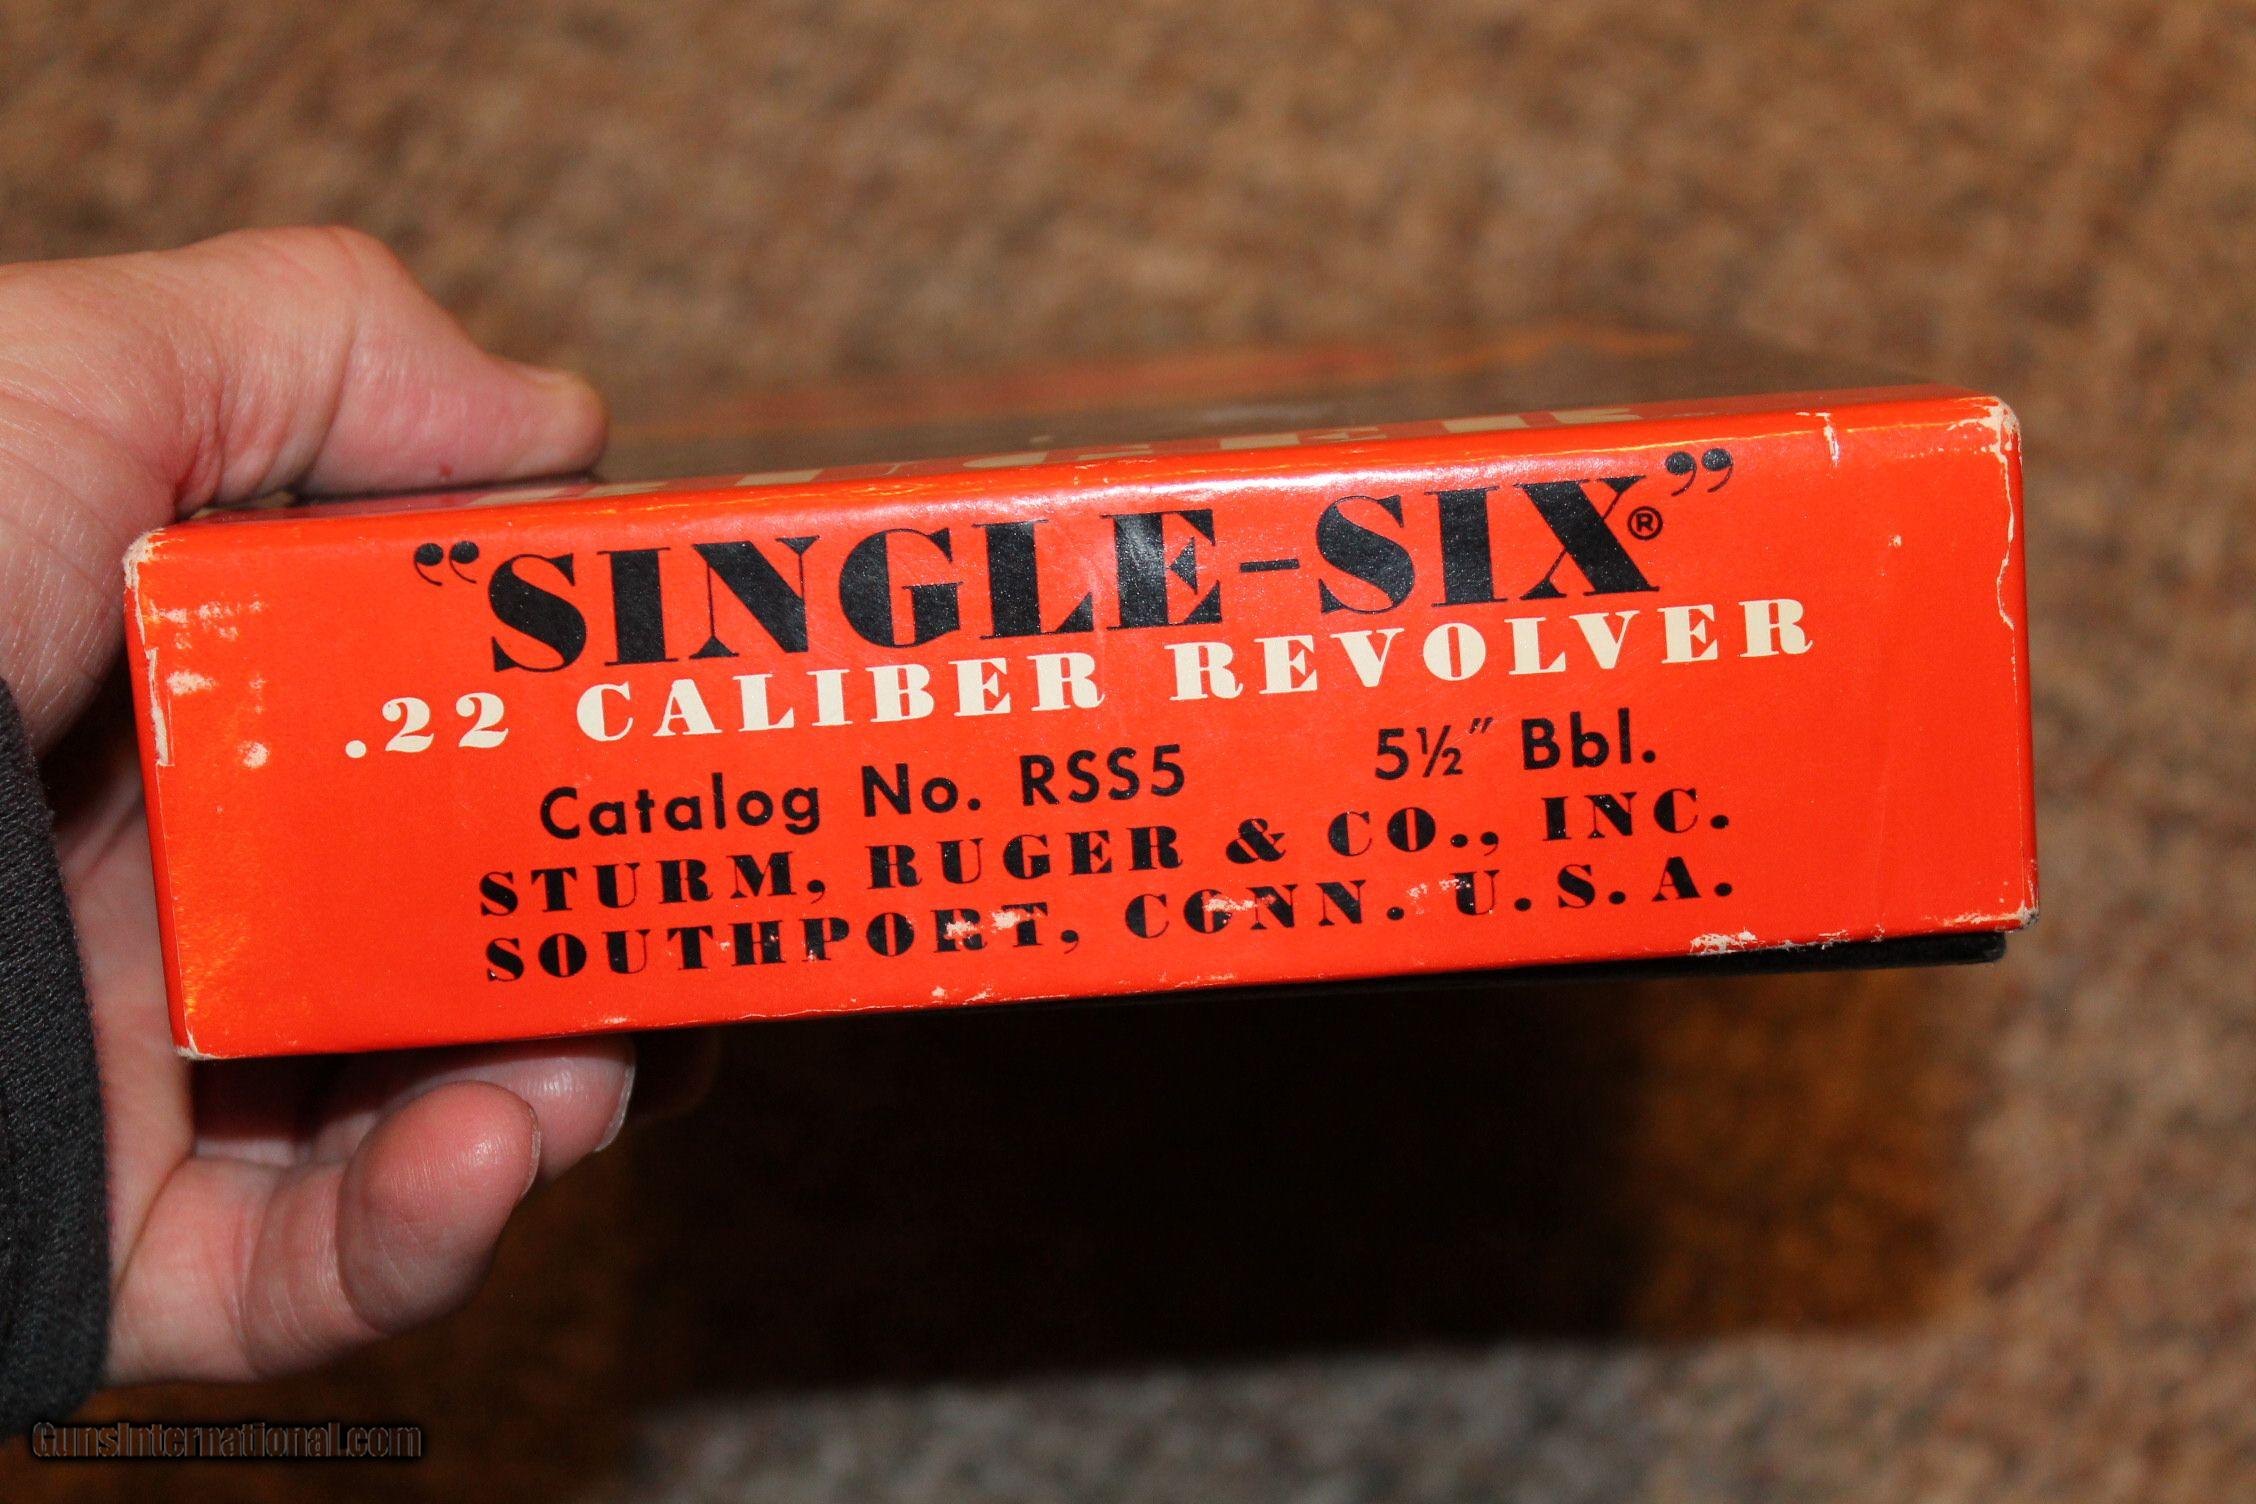 “SINGLE-SIX®”
.22 CALIBER REVOLVER
Catalog No. RSS5 5½″ Bbl.
STURM, RUGER & CO., INC.
SOUTHPORT, CONN. U.S.A.
GunsInternational.com